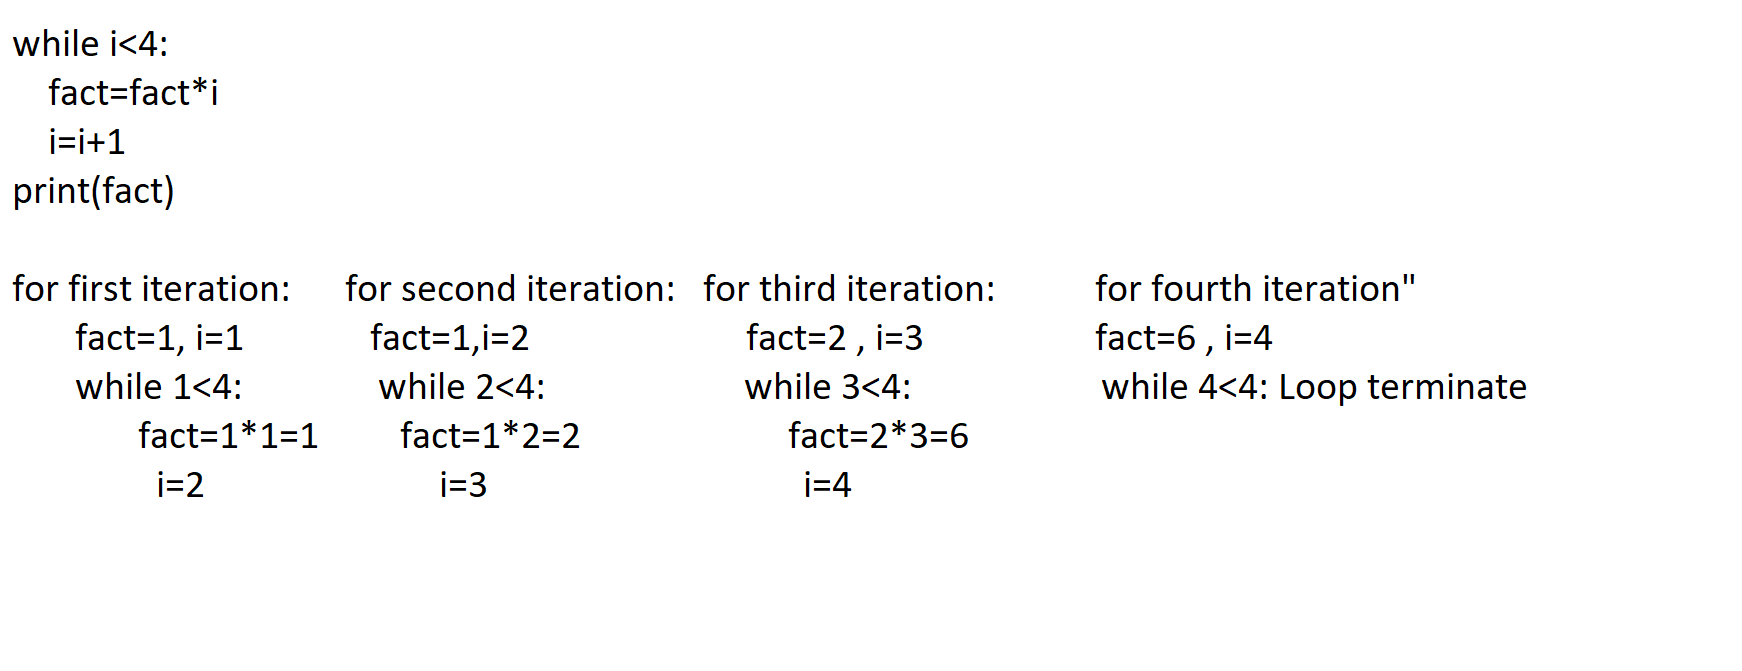 while i<4:
fact=fact*i
i=i+1
print(fact)
for first iteration:
fact=1, i=1
while 1<4:
fact=1*1=1
i=2
for second iteration:
fact=1,i=2
while 2<4:
fact=1*2=2
i=3
for third iteration:
fact=2 , i=3
while 3<4:
fact=2*3=6
i=4
for fourth iteration"
fact=6 , i=4
while 4<4: Loop terminate